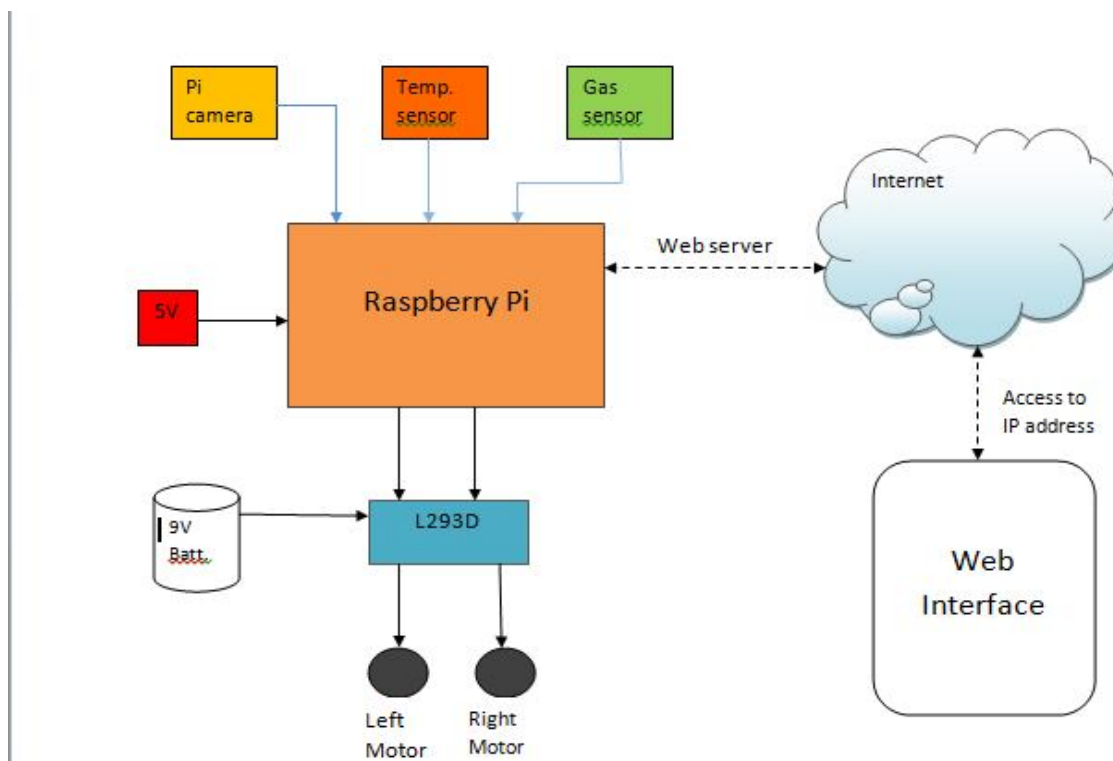 Pi
camera
Temp.
sensor
Gas
sensor
Internet
Web server
Raspberry Pi
5V
Access to
IP address
9V
Batt.
L293D
Web
Interface
Left
Motor
Right
Motor